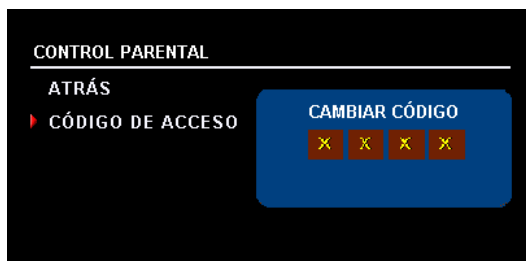 CONTROL PARENTAL
ATRÁS
CÓDIGO DE ACCESO
CAMBIAR CÓDIGO
X X X X